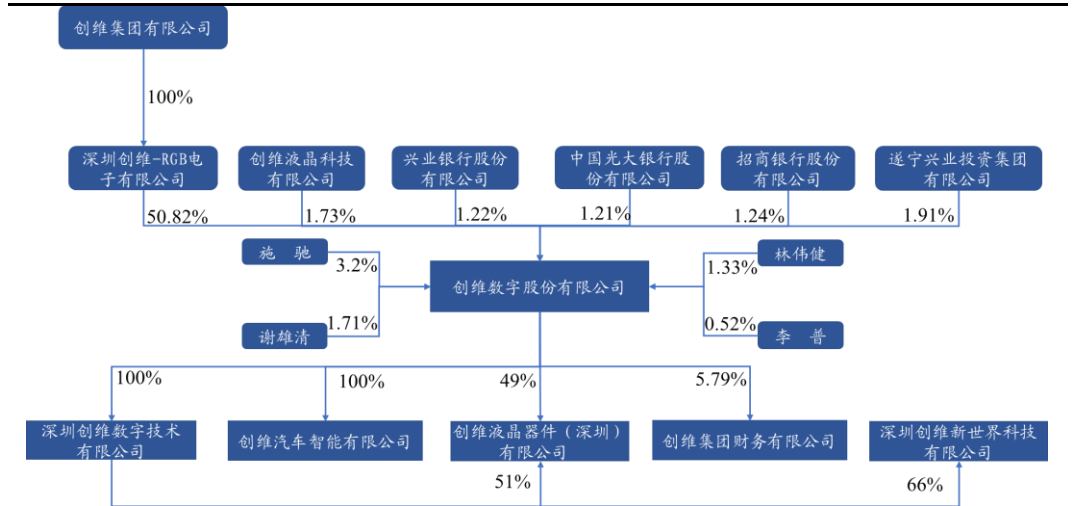 创维集团有限公司
100%
深圳创维-RGB电
子有限公司
创维液晶科技
有限公司
兴业银行股份
有限公司
中国光大银行股
份有限公司
招商银行股份
有限公司
遂宁兴业投资集团
有限公司
50.82%
1.73%
1.22%
1.21%
1.24%
1.91%
施 驰
3.2%
林伟健
1.33%
创维数字股份有限公司
谢雄清
1.71%
李 普
0.52%
100%
100%
49%
5.79%
深圳创维数字技术
有限公司
创维汽车智能有限公司
创维液晶器件（深圳）
有限公司
创维集团财务有限公司
深圳创维新世界科技
有限公司
51%
66%